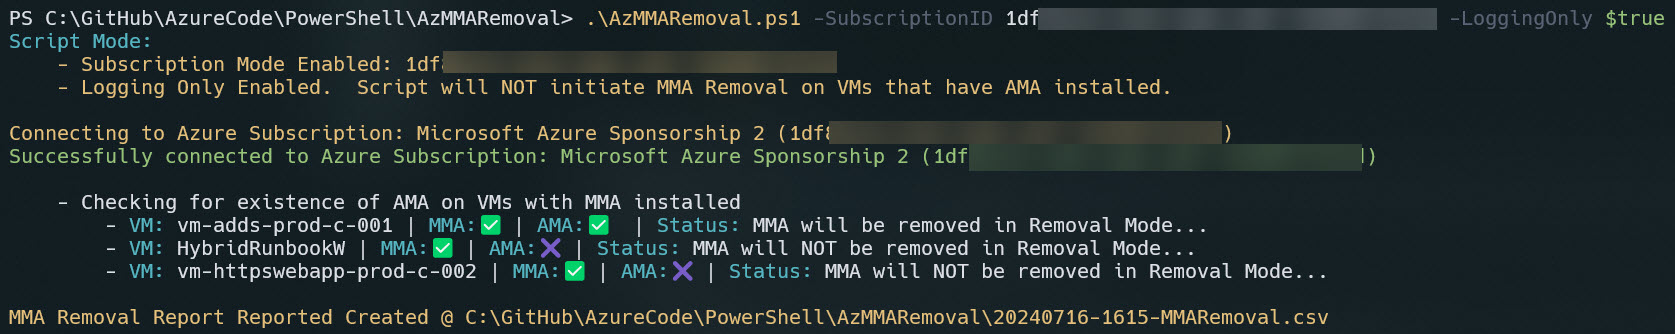 PS C:\GitHub\AzureCode\PowerShell\AzMMARemoval> .\AzMMARemoval.ps1 -SubscriptionID 1df -LoggingOnly $true
Script Mode:
- Subscription Mode Enabled: 1df
- Logging Only Enabled.  Script will NOT initiate MMA Removal on VMs that have AMA installed.
Connecting to Azure Subscription: Microsoft Azure Sponsorship 2 (1df8 )
Successfully connected to Azure Subscription: Microsoft Azure Sponsorship 2 (1df )
- Checking for existence of AMA on VMs with MMA installed
- VM: vm-adds-prod-c-001 | MMA:✅ | AMA:✅ | Status: MMA will be removed in Removal Mode...
- VM: HybridRunbookW | MMA:✅ | AMA:❌ | Status: MMA will NOT be removed in Removal Mode...
- VM: vm-httpswebapp-prod-c-002 | MMA:✅ | AMA:❌ | Status: MMA will NOT be removed in Removal Mode...
MMA Removal Report Reported Created @ C:\GitHub\AzureCode\PowerShell\AzMMARemoval\20240716-1615-MMARemoval.csv